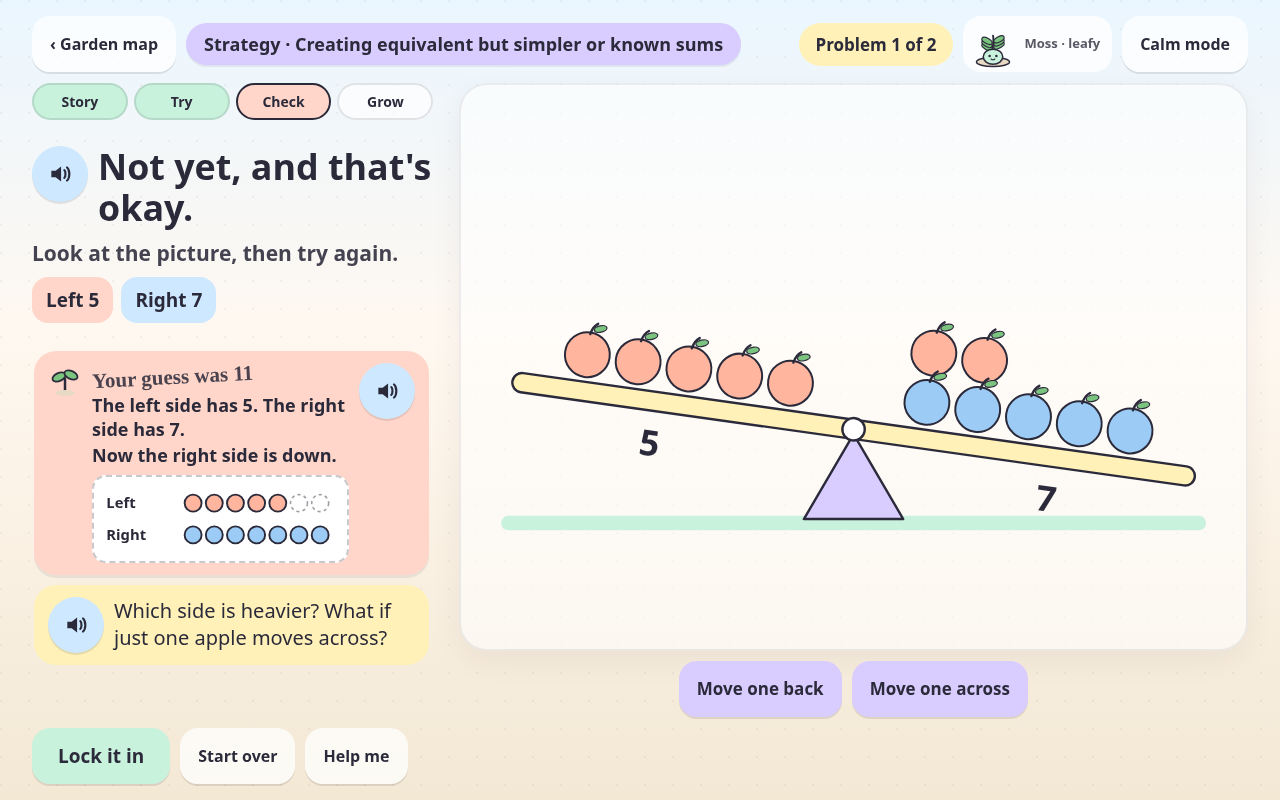 ‹ Garden map
Strategy · Creating equivalent but simpler or known sums
Problem 1 of 2
Moss · leafy
Calm mode
Story
Try
Check
Grow
Not yet, and that's
okay.
Look at the picture, then try again.
Left 5
Right 7
Your guess was 11
The left side has 5. The right
side has 7.
Now the right side is down.
Left
Right
Which side is heavier? What if
just one apple moves across?
5
7
Move one back
Move one across
Lock it in
Start over
Help me